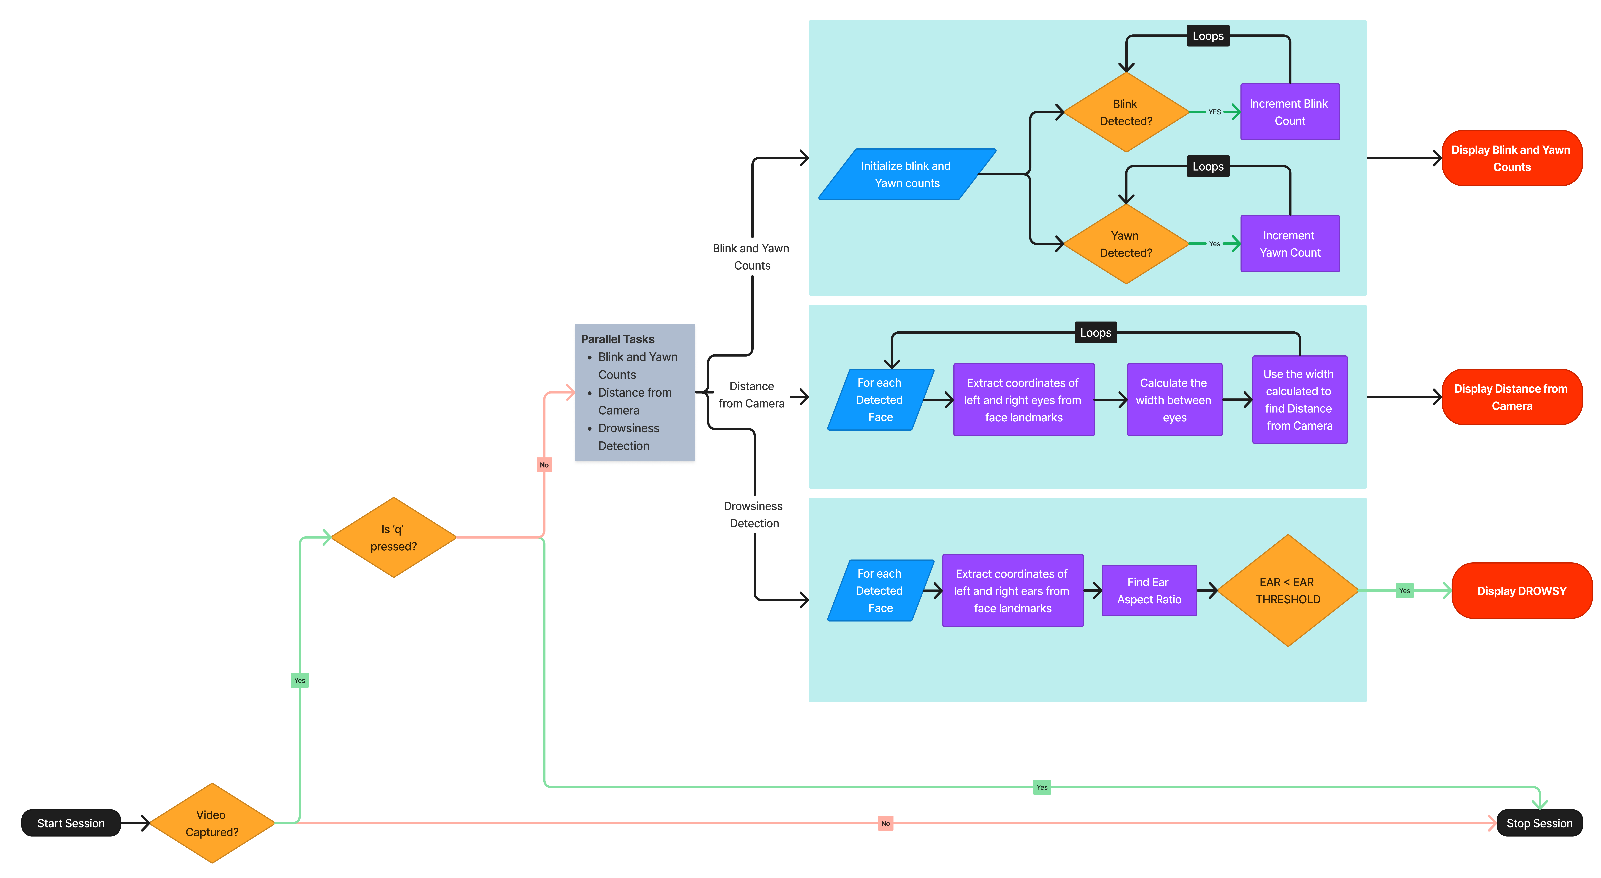 Loops
Blink
Detected?
YES
Increment Blink
Count
Initialize blink and
Yawn counts
Loops
Yawn
Detected?
Yes
Increment
Yawn Count
Display Blink and Yawn
Counts
Blink and Yawn
Counts
Parallel Tasks
• Blink and Yawn
Counts
• Distance from
Camera
• Drowsiness
Detection
Distance
from Camera
Loops
For each
Detected
Face
Extract coordinates of
left and right eyes from
face landmarks
Calculate the
width between
eyes
Use the width
calculated to
find Distance
from Camera
Display Distance from
Camera
No
Drowsiness
Detection
Is 'q'
pressed?
For each
Detected
Face
Extract coordinates of
left and right ears from
face landmarks
Find Ear
Aspect Ratio
EAR < EAR
THRESHOLD
Yes
Display DROWSY
Yes
Yes
Start Session
Video
Captured?
No
Stop Session